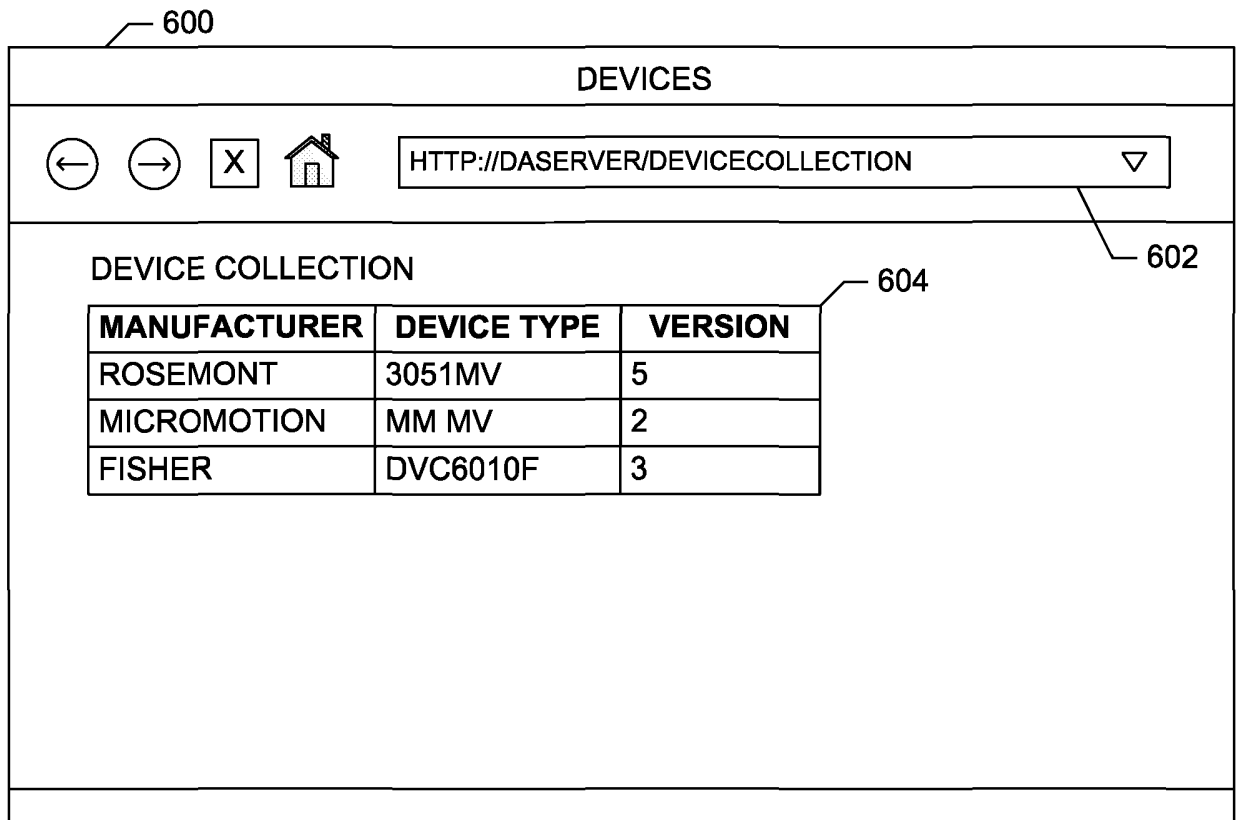 600
DEVICES
X
HTTP://DASERVER/DEVICECOLLECTION
602
DEVICE COLLECTION
604
MANUFACTURER DEVICE TYPE VERSION
ROSEMONT 3051MV 5
MICROMOTION MM MV 2
FISHER DVC6010F 3